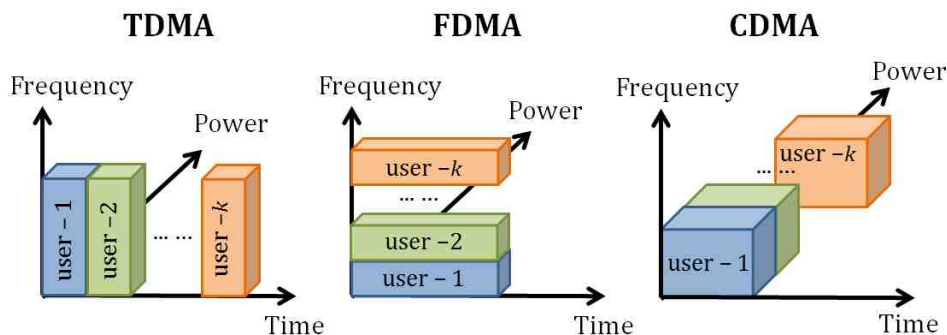 TDMA
Frequency
Power
user – 1
user –2
... ...
user –k
Time
FDMA
Frequency
Power
user –k
... ...
user –2
user – 1
Time
CDMA
Frequency
Power
user –k
... ...
user – 1
Time